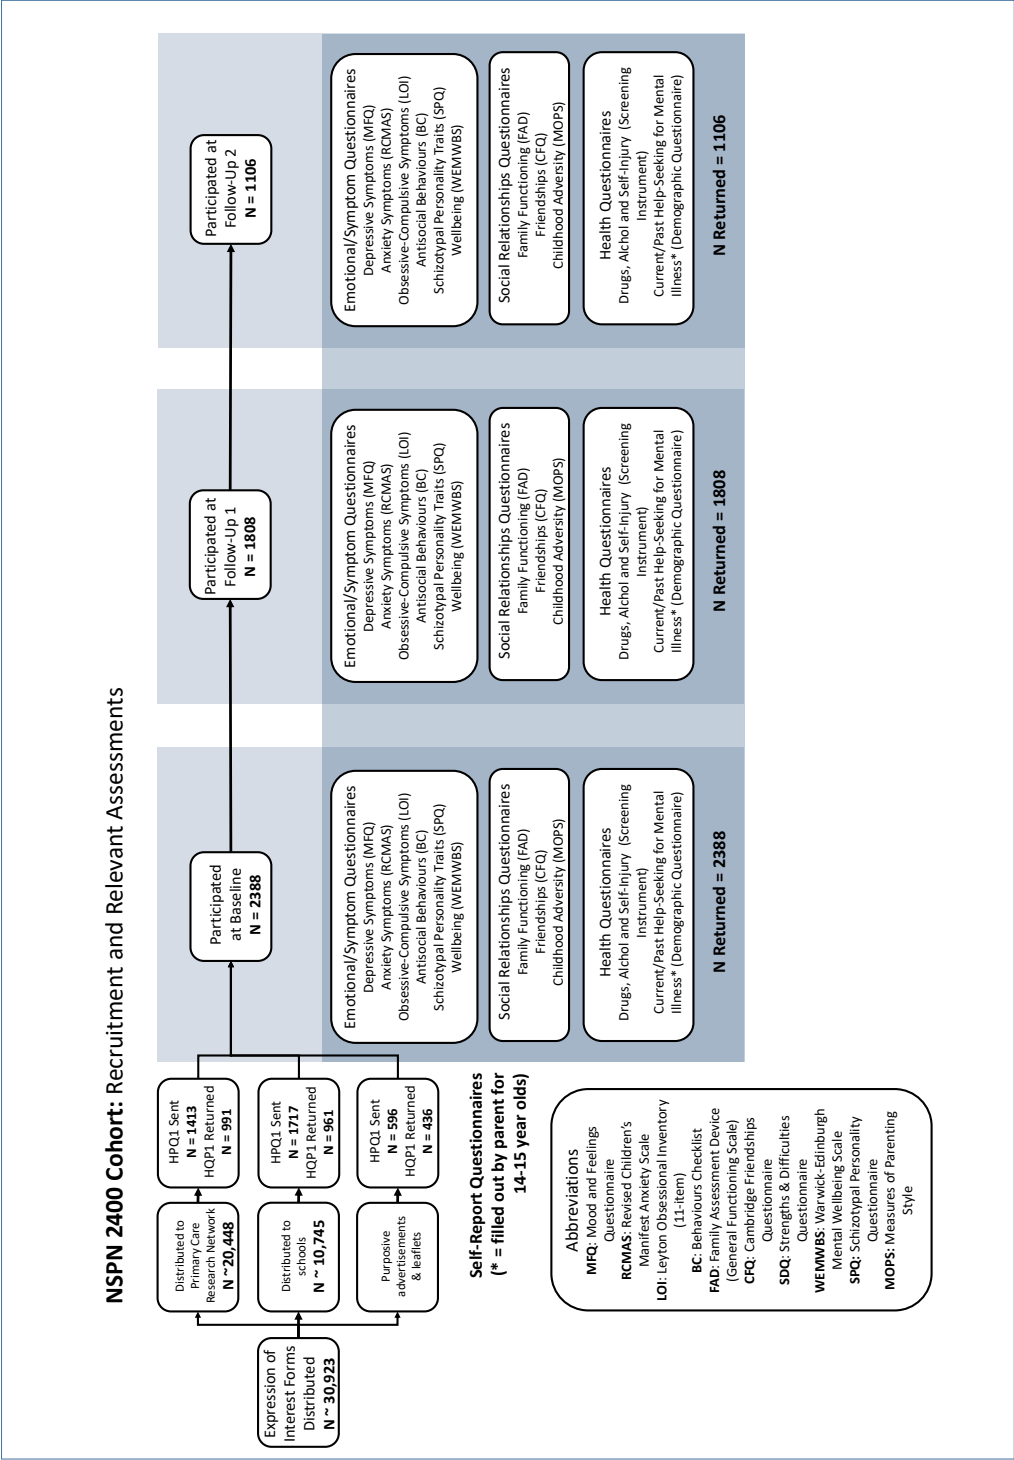 NSPN 2400 Cohort: Recruitment and Relevant Assessments
Expression of
Interest Forms
Distributed
N ~ 30,923
Distributed to
Primary Care
Research Network
N ~20,448
Distributed to
schools
N ~ 10,745
Purposive
advertisements
& leaflets
HPQ1 Sent
N = 1413
HQP1 Returned
N = 991
HPQ1 Sent
N = 1717
HQP1 Returned
N = 961
HPQ1 Sent
N = 596
HQP1 Returned
N = 436
Participated
at Baseline
N = 2388
Participated at
Follow-Up 1
N = 1808
Participated at
Follow-Up 2
N = 1106
Self-Report Questionnaires
(* = filled out by parent for
14-15 year olds)
Emotional/Symptom Questionnaires
Depressive Symptoms (MFQ)
Anxiety Symptoms (RCMAS)
Obsessive-Compulsive Symptoms (LOI)
Antisocial Behaviours (BC)
Schizotypal Personality Traits (SPQ)
Wellbeing (WEMWBS)
Social Relationships Questionnaires
Family Functioning (FAD)
Friendships (CFQ)
Childhood Adversity (MOPS)
Health Questionnaires
Drugs, Alchol and Self-Injury (Screening
Instrument)
Current/Past Help-Seeking for Mental
Illness* (Demographic Questionnaire)
N Returned = 2388
Emotional/Symptom Questionnaires
Depressive Symptoms (MFQ)
Anxiety Symptoms (RCMAS)
Obsessive-Compulsive Symptoms (LOI)
Antisocial Behaviours (BC)
Schizotypal Personality Traits (SPQ)
Wellbeing (WEMWBS)
Social Relationships Questionnaires
Family Functioning (FAD)
Friendships (CFQ)
Childhood Adversity (MOPS)
Health Questionnaires
Drugs, Alchol and Self-Injury (Screening
Instrument)
Current/Past Help-Seeking for Mental
Illness* (Demographic Questionnaire)
N Returned = 1808
Emotional/Symptom Questionnaires
Depressive Symptoms (MFQ)
Anxiety Symptoms (RCMAS)
Obsessive-Compulsive Symptoms (LOI)
Antisocial Behaviours (BC)
Schizotypal Personality Traits (SPQ)
Wellbeing (WEMWBS)
Social Relationships Questionnaires
Family Functioning (FAD)
Friendships (CFQ)
Childhood Adversity (MOPS)
Health Questionnaires
Drugs, Alchol and Self-Injury (Screening
Instrument)
Current/Past Help-Seeking for Mental
Illness* (Demographic Questionnaire)
N Returned = 1106
Abbreviations
MFQ: Mood and Feelings
Questionnaire
RCMAS: Revised Children's
Manifest Anxiety Scale
LOI: Leyton Obsessional Inventory
(11-item)
BC: Behaviours Checklist
FAD: Family Assessment Device
(General Functioning Scale)
CFQ: Cambridge Friendships
Questionnaire
SDQ: Strengths & Difficulties
Questionnaire
WEMWBS: Warwick-Edinburgh
Mental Wellbeing Scale
SPQ: Schizotypal Personality
Questionnaire
MOPS: Measures of Parenting
Style